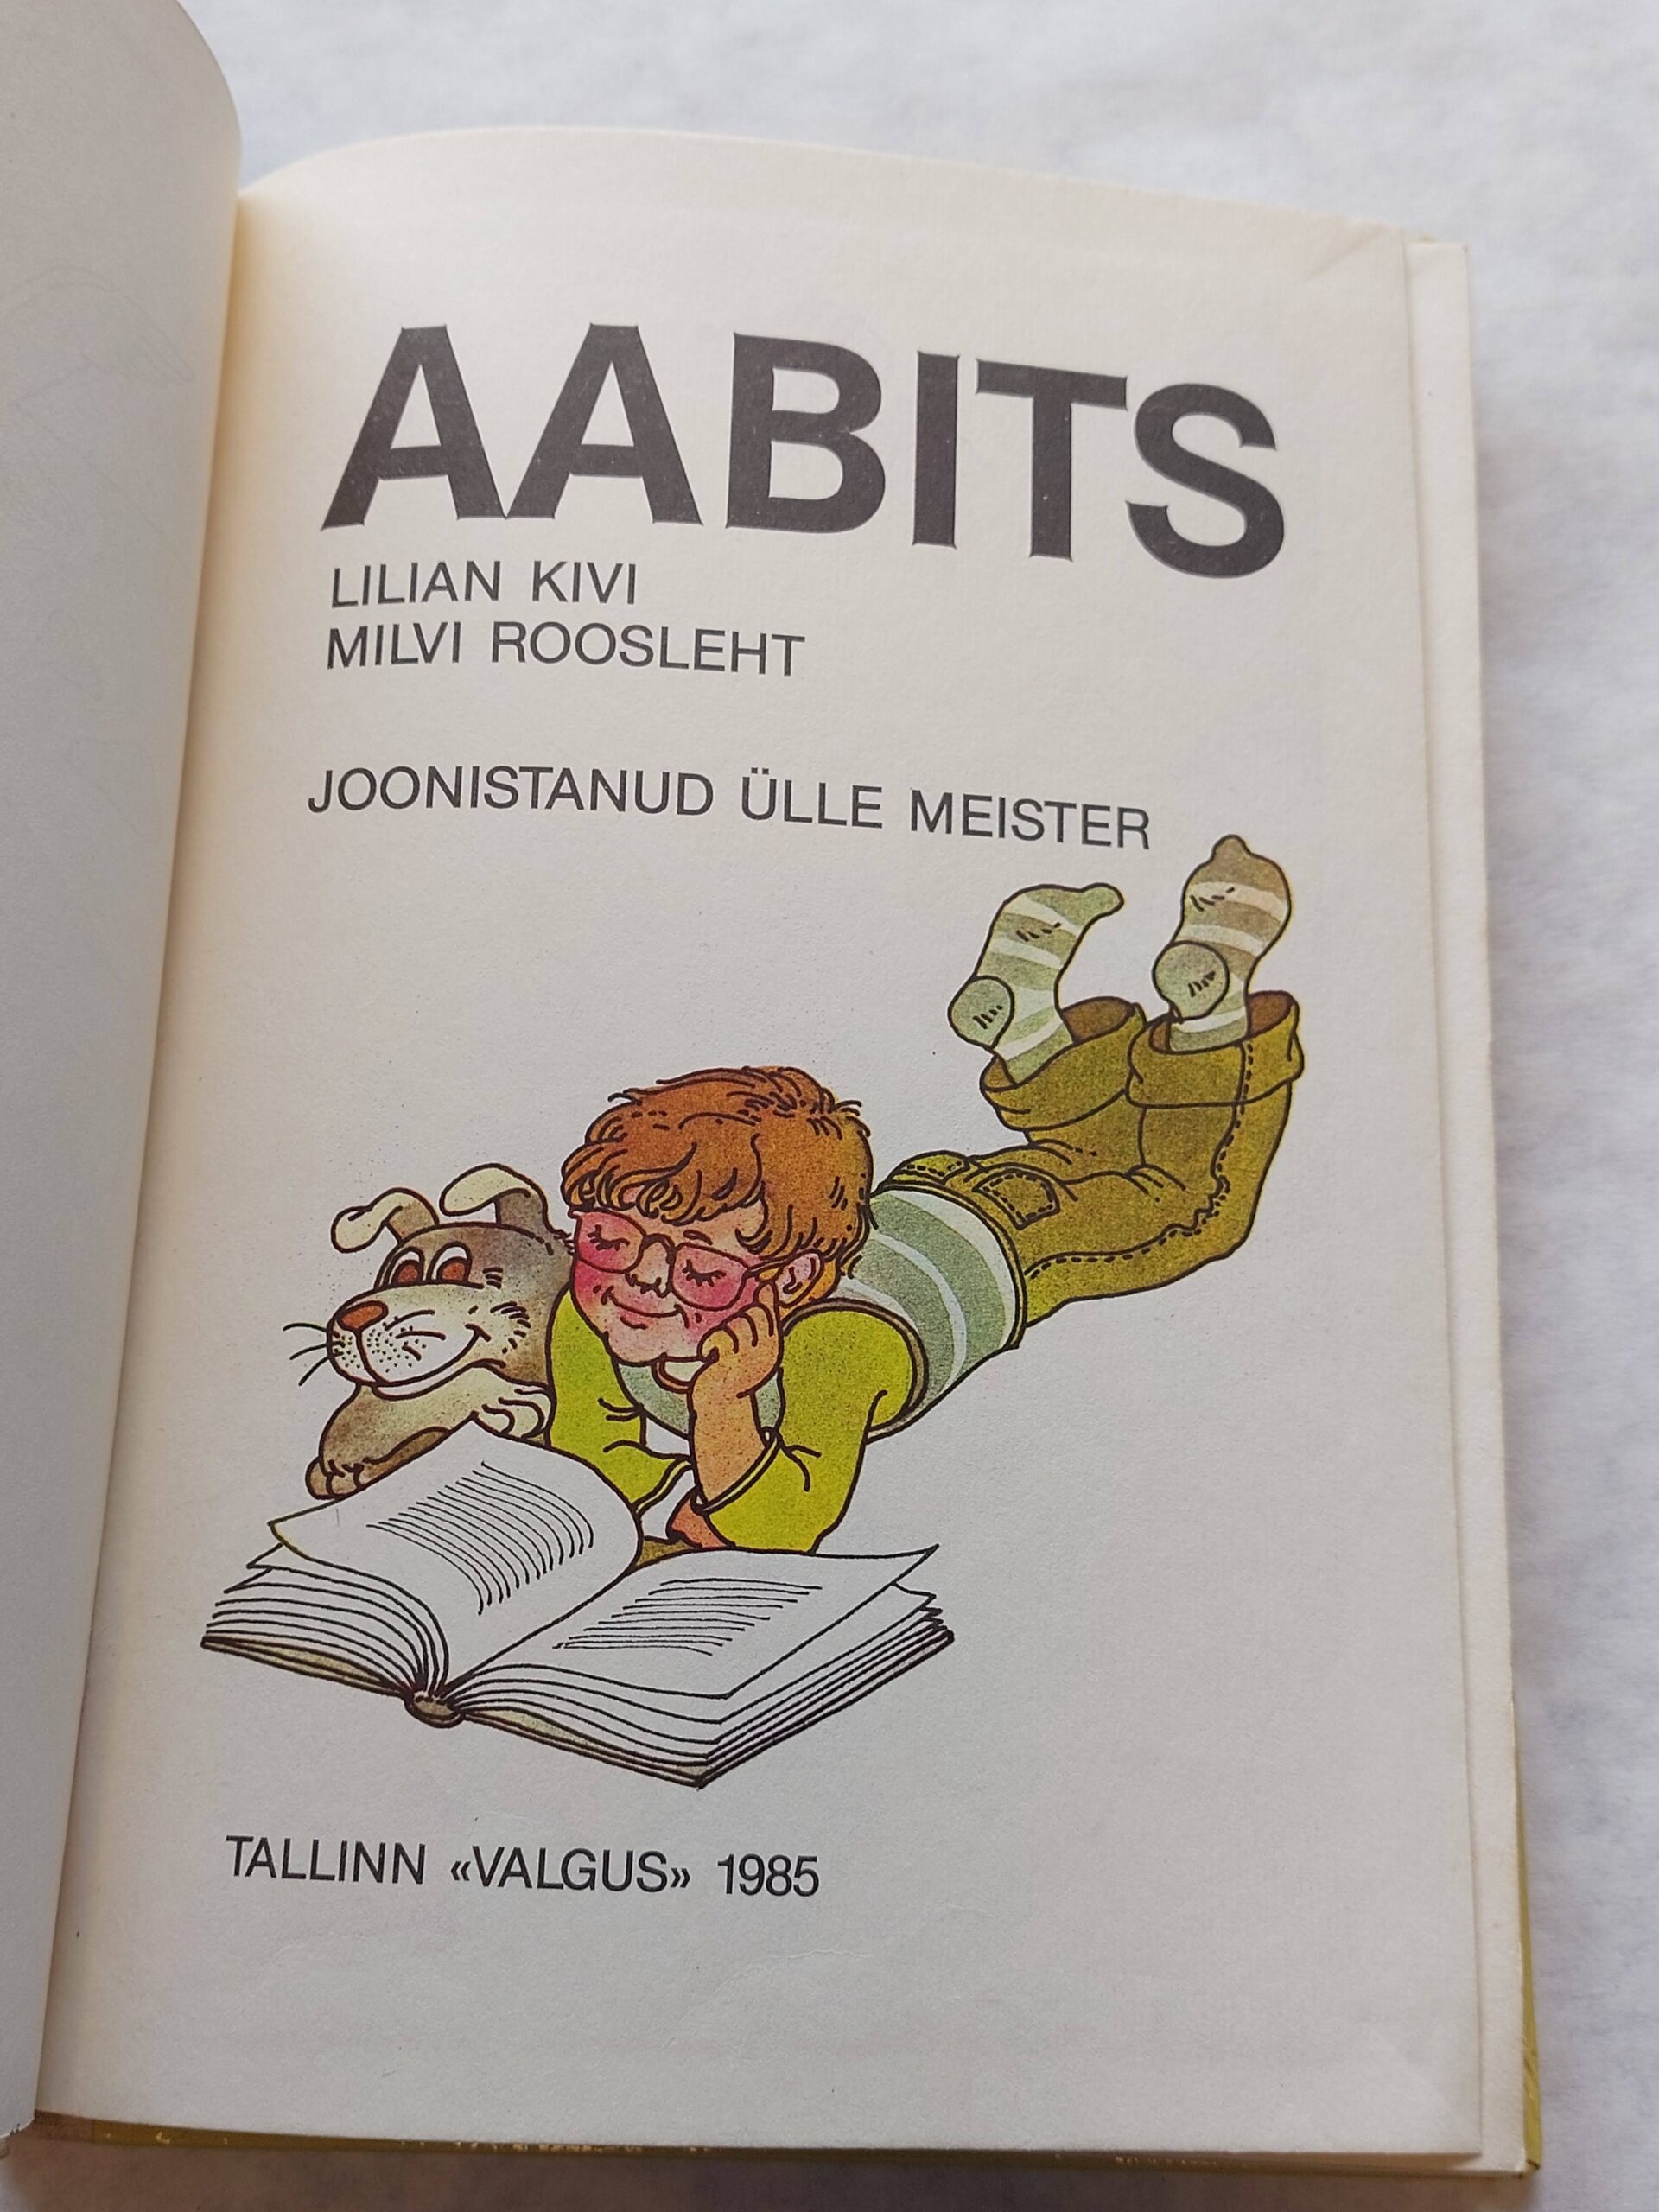 AABITS
LILIAN KIVI
MILVI ROOSLEHT
JOONISTANUD ÜLLE MEISTER
TALLINN «VALGUS» 1985